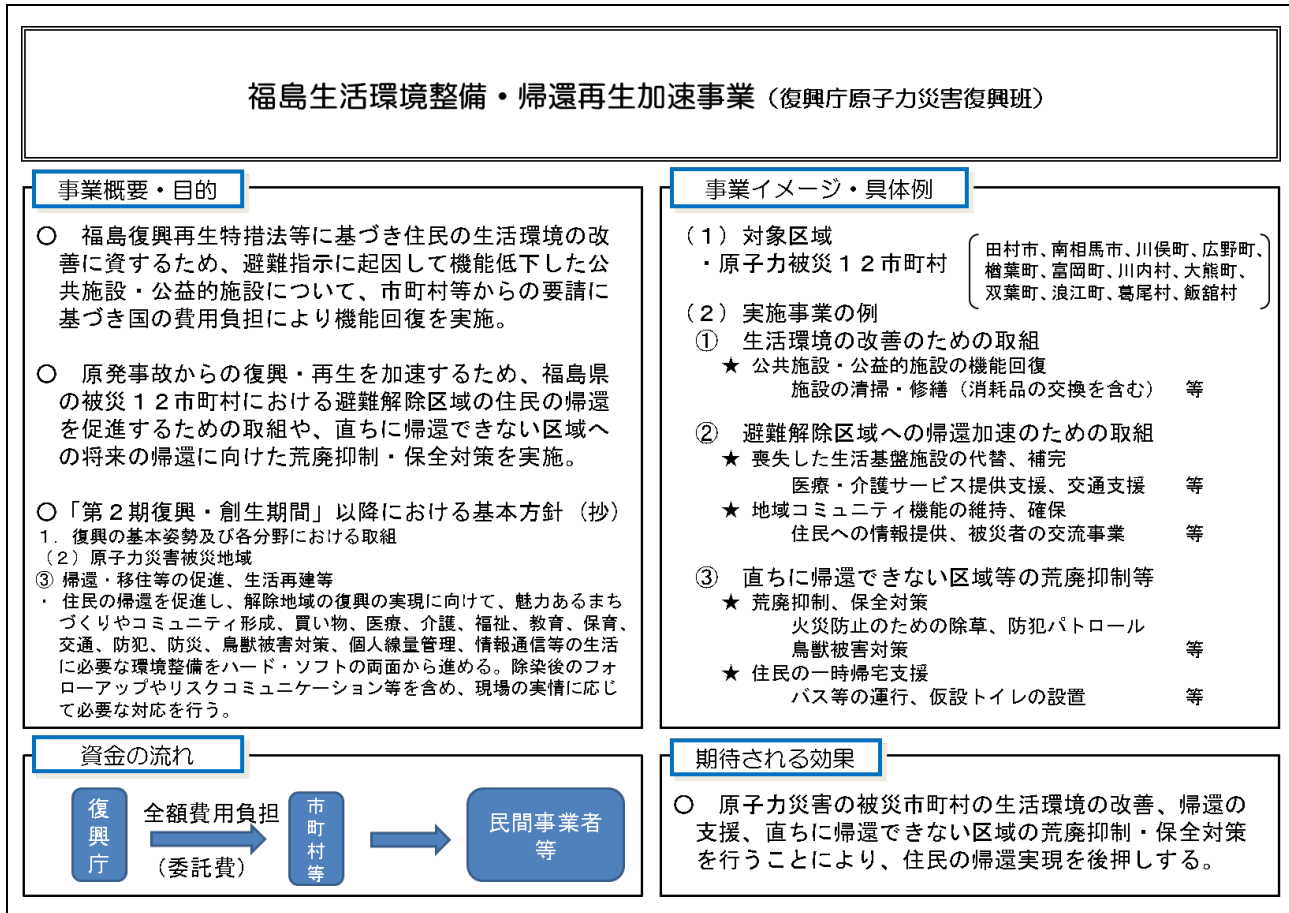 福島生活環境整備・帰還再生加速事業（復興庁原子力災害復興班）
事業概要・目的
○　福島復興再生特措法等に基づき住民の生活環境の改
善に資するため、避難指示に起因して機能低下した公
共施設・公益的施設について、市町村等からの要請に
基づき国の費用負担により機能回復を実施。
○　原発事故からの復興・再生を加速するため、福島県
の被災１２市町村における避難解除区域の住民の帰還
を促進するための取組や、直ちに帰還できない区域へ
の将来の帰還に向けた荒廃抑制・保全対策を実施。
○「第２期復興・創生期間」以降における基本方針（抄）
１．復興の基本姿勢及び各分野における取組
（２）原子力災害被災地域
③ 帰還・移住等の促進、生活再建等
・ 住民の帰還を促進し、解除地域の復興の実現に向けて、魅力あるまち
づくりやコミュニティ形成、買い物、医療、介護、福祉、教育、保育、
交通、防犯、防災、鳥獣被害対策、個人線量管理、情報通信等の生活
に必要な環境整備をハード・ソフトの両面から進める。除染後のフォ
ローアップやリスクコミュニケーション等を含め、現場の実情に応じ
て必要な対応を行う。
事業イメージ・具体例
（１）対象区域
・原子力被災１２市町村
田村市、南相馬市、川俣町、広野町、
楢葉町、富岡町、川内村、大熊町、
双葉町、浪江町、葛尾村、飯舘村
（２）実施事業の例
①　生活環境の改善のための取組
★ 公共施設・公益的施設の機能回復
施設の清掃・修繕（消耗品の交換を含む）　等
②　避難解除区域への帰還加速のための取組
★ 喪失した生活基盤施設の代替、補完
医療・介護サービス提供支援、交通支援　等
★ 地域コミュニティ機能の維持、確保
住民への情報提供、被災者の交流事業　等
③　直ちに帰還できない区域等の荒廃抑制等
★ 荒廃抑制、保全対策
火災防止のための除草、防犯パトロール
鳥獣被害対策　等
★ 住民の一時帰宅支援
バス等の運行、仮設トイレの設置　等
資金の流れ
復興庁
全額費用負担
（委託費）
市町村等
民間事業者
等
期待される効果
○　原子力災害の被災市町村の生活環境の改善、帰還の
支援、直ちに帰還できない区域の荒廃抑制・保全対策
を行うことにより、住民の帰還実現を後押しする。